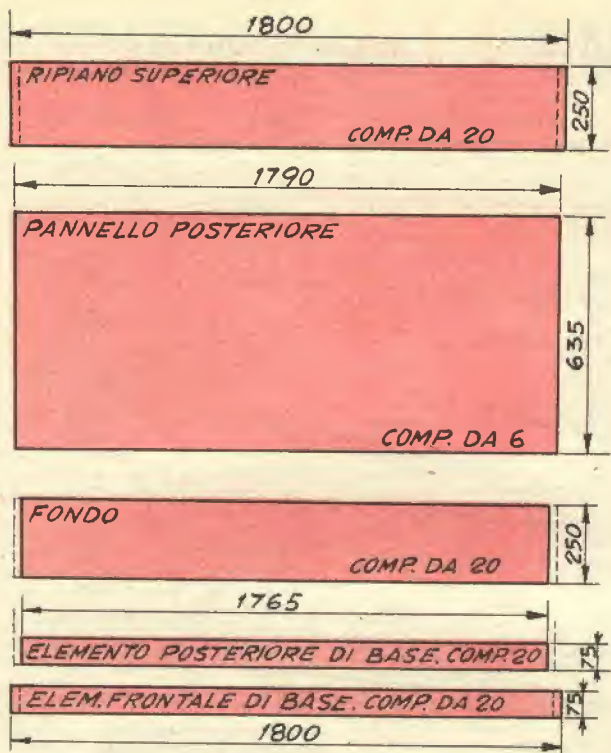 1800
RIPIANO SUPERIORE
250
COMP. DA 20
1790
PANNELLO POSTERIORE
635
COMP. DA 6
FONDO
250
COMP. DA 20
1765
ELEMENTO POSTERIORE DI BASE. COMP. 20
75
ELEM. FRONTALE DI BASE. COMP. DA 20
75
1800